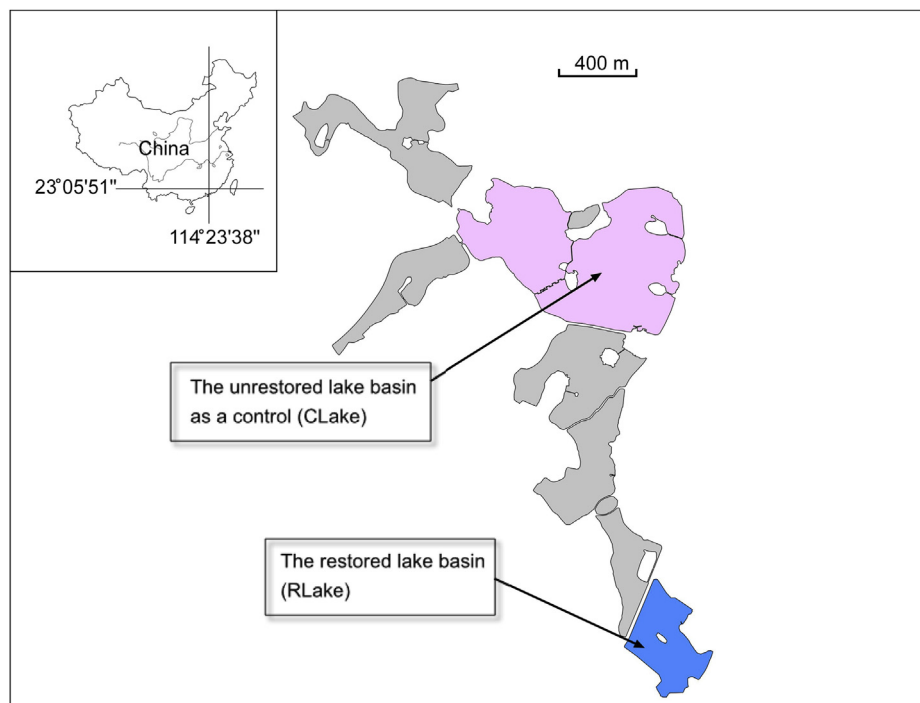 400 m
China
23°05'51"
114°23'38"
The unrestored lake basin
as a control (CLake)
The restored lake basin
(RLake)